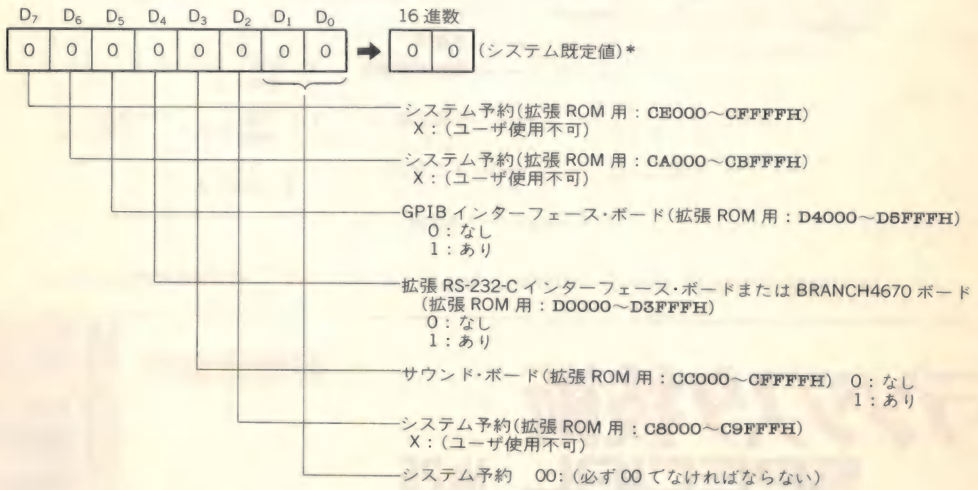 D₇ D₆ D₅ D₄ D₃ D₂ D₁ D₀ 16進数
0 0 0 0 0 0 0 0 → 0 0 (システム既定値)*
システム予約(拡張 ROM 用：CE000～CFFFFH)
X：(ユーザ使用不可)
システム予約(拡張 ROM 用：CA000～CBFFFH)
X：(ユーザ使用不可)
GPIB インターフェース・ボード(拡張 ROM 用：D4000～D5FFFH)
0：なし
1：あり
拡張 RS-232-C インターフェース・ボードまたは BRANCH4670 ボード
(拡張 ROM 用：D0000～D3FFFH)
0：なし
1：あり
サウンド・ボード(拡張 ROM 用：CC000～CFFFFH) 0：なし
1：あり
システム予約(拡張 ROM 用：C8000～C9FFFH)
X：(ユーザ使用不可)
システム予約 00：(必ず 00 でなければならない)